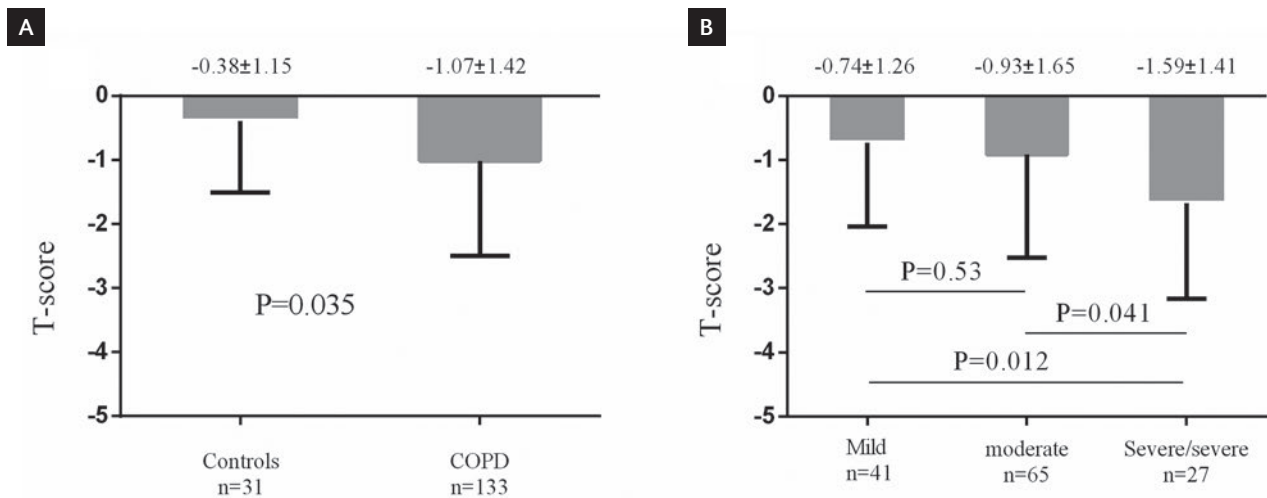 A
-0.38±1.15 -1.07±1.42
0
-1
-2
-3
-4
-5
T-score
P=0.035
Controls
n=31
COPD
n=133
B
-0.74±1.26 -0.93±1.65 -1.59±1.41
0
-1
-2
-3
-4
-5
T-score
P=0.53
P=0.041
P=0.012
Mild
n=41
moderate
n=65
Severe/severe
n=27